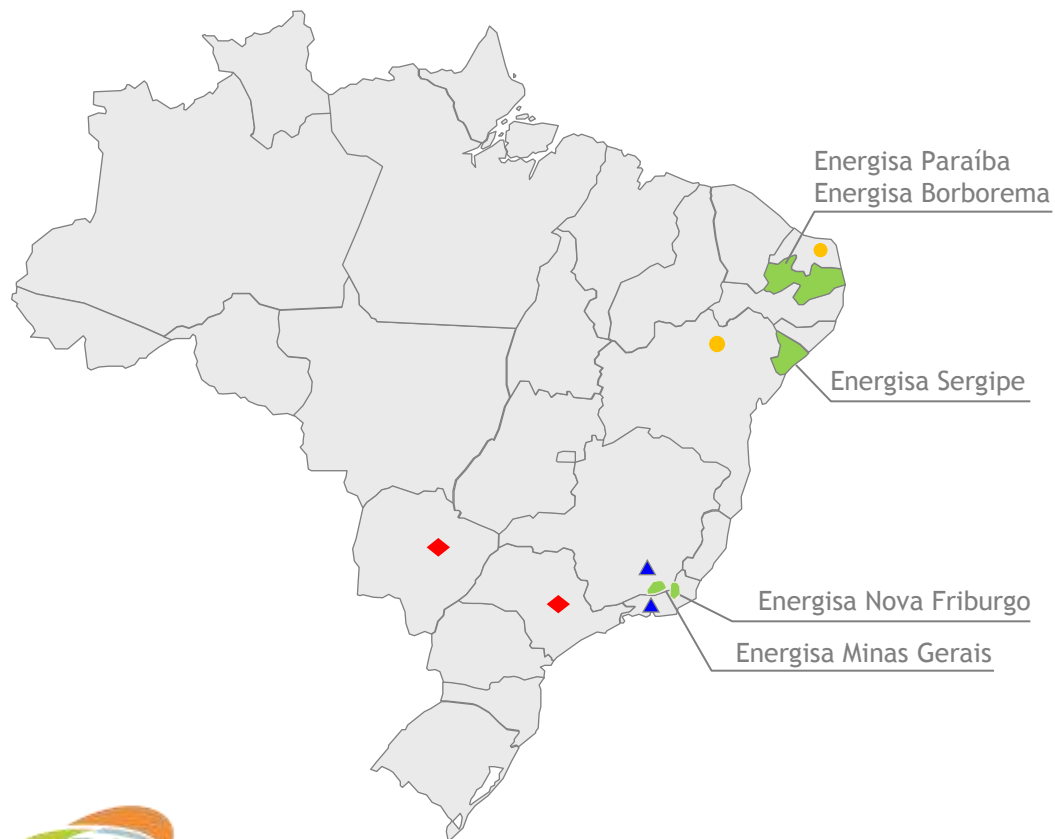 Energisa Paraíba
Energisa Borborema
Energisa Sergipe
Energisa Nova Friburgo
Energisa Minas Gerais